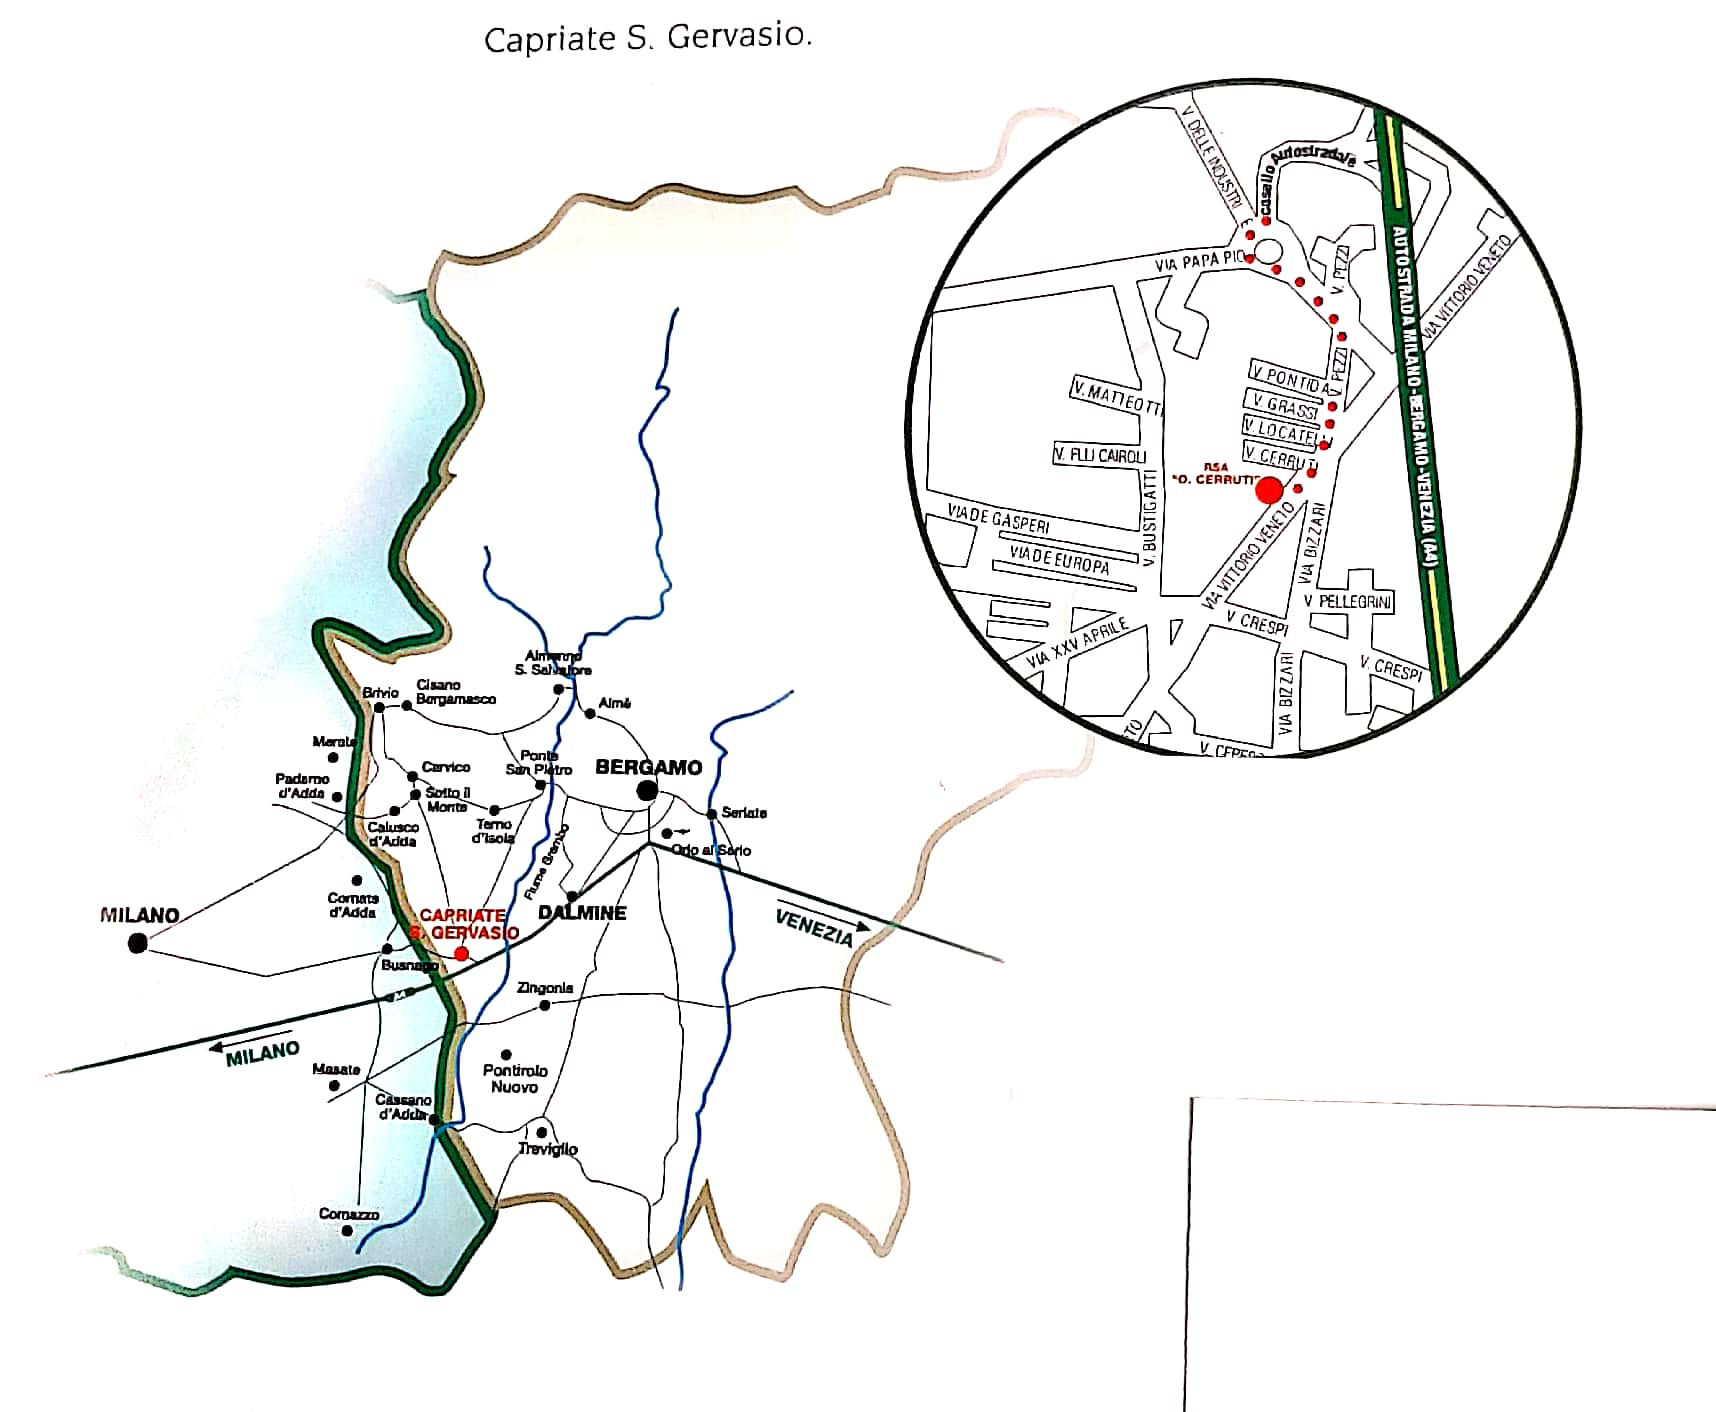 Capriate S. Gervasio.
V. DELLE INDUSTRIE
casello Autostradale
VIA PAPA PIO
V. PEZZI
VIA VITTORIO VENETO
AUTOSTRADA MILANO-BERGAMO-VENEZIA (A4)
V. PONTIDA
V. PEZZI
V. GRASSI
V. LOCATELLI
V. CERRUTI
V. MATTEOTTI
V. FLLI CAIROLI
RSA
"O. CERRUTI"
V. BUSTIGATTI
VIA DE GASPERI
VIA DE EUROPA
VIA VITTORIO VENETO
VIA BIZZARI
V PELLEGRINI
V. CRESPI
VIA XXV APRILE
V. CRESPI
VIA BIZZARI
ETO
Almenno
S. Salvatore
Brivio
Cisano
Bergamasco
Almè
Merate
Ponte
San Pietro
BERGAMO
Carvico
Paderno
d'Adda
Sotto il
Monte
Seriate
Calusco
d'Adda
Terno
d'Isola
Fiume Brembo
Orio al Serio
Cornate
d'Adda
MILANO
CAPRIATE
S. GERVASIO
DALMINE
VENEZIA
Busnago
M
Zingonia
MILANO
Masate
Pontirolo
Nuovo
Cassano
d'Adda
Treviglio
Comazzo